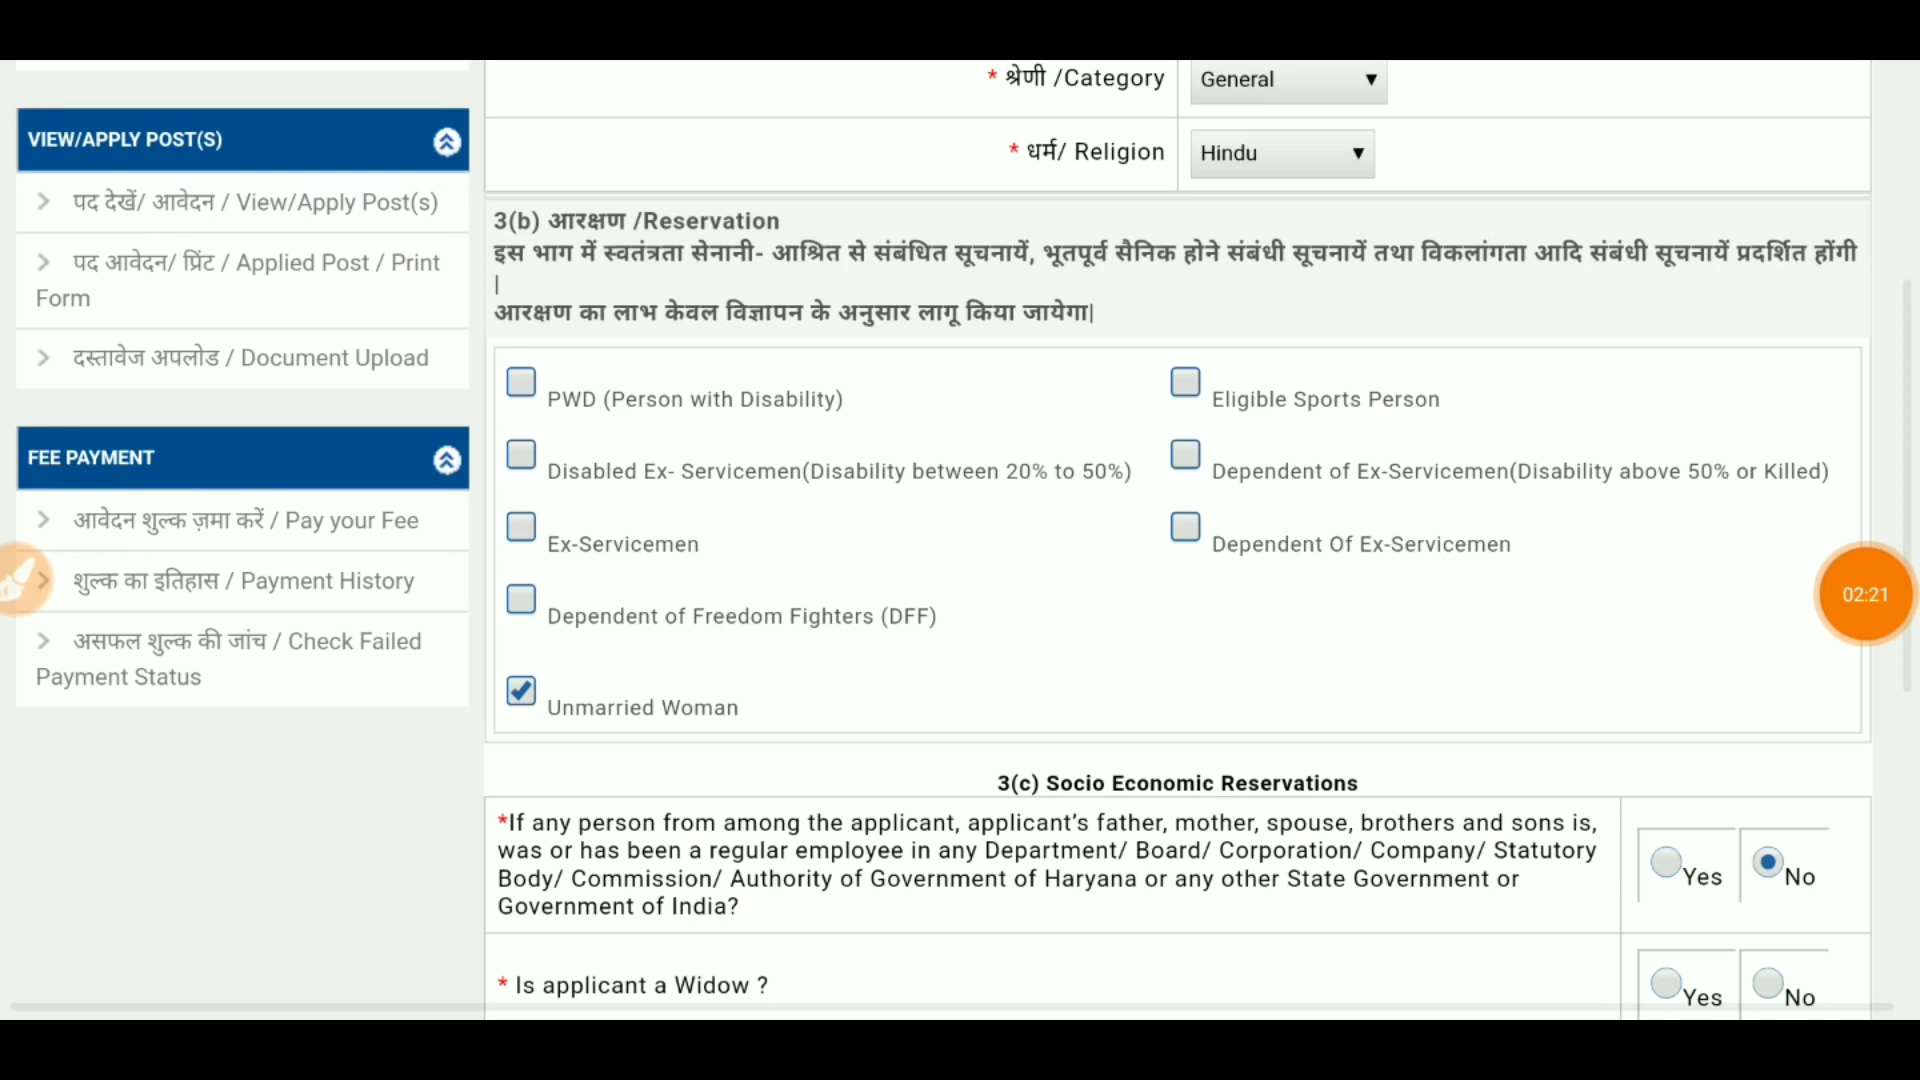 * श्रेणी /Category
General
VIEW/APPLY POST(S)
* धर्म/ Religion
Hindu
पद देखें/ आवेदन / View/Apply Post(s)
पद आवेदन/ प्रिंट / Applied Post / Print
Form
दस्तावेज अपलोड / Document Upload
FEE PAYMENT
आवेदन शुल्क ज़मा करें / Pay your Fee
शुल्क का इतिहास / Payment History
असफल शुल्क की जांच / Check Failed
Payment Status
3(b) आरक्षण /Reservation
इस भाग में स्वतंत्रता सेनानी- आश्रित से संबंधित सूचनायें, भूतपूर्व सैनिक होने संबंधी सूचनायें तथा विकलांगता आदि संबंधी सूचनायें प्रदर्शित होंगी
|
आरक्षण का लाभ केवल विज्ञापन के अनुसार लागू किया जायेगा|
PWD (Person with Disability)
Eligible Sports Person
Disabled Ex- Servicemen(Disability between 20% to 50%)
Dependent of Ex-Servicemen(Disability above 50% or Killed)
Ex-Servicemen
Dependent Of Ex-Servicemen
Dependent of Freedom Fighters (DFF)
Unmarried Woman
02:21
3(c) Socio Economic Reservations
*If any person from among the applicant, applicant's father, mother, spouse, brothers and sons is,
was or has been a regular employee in any Department/ Board/ Corporation/ Company/ Statutory
Body/ Commission/ Authority of Government of Haryana or any other State Government or
Government of India?
Yes
No
* Is applicant a Widow ?
Yes
No